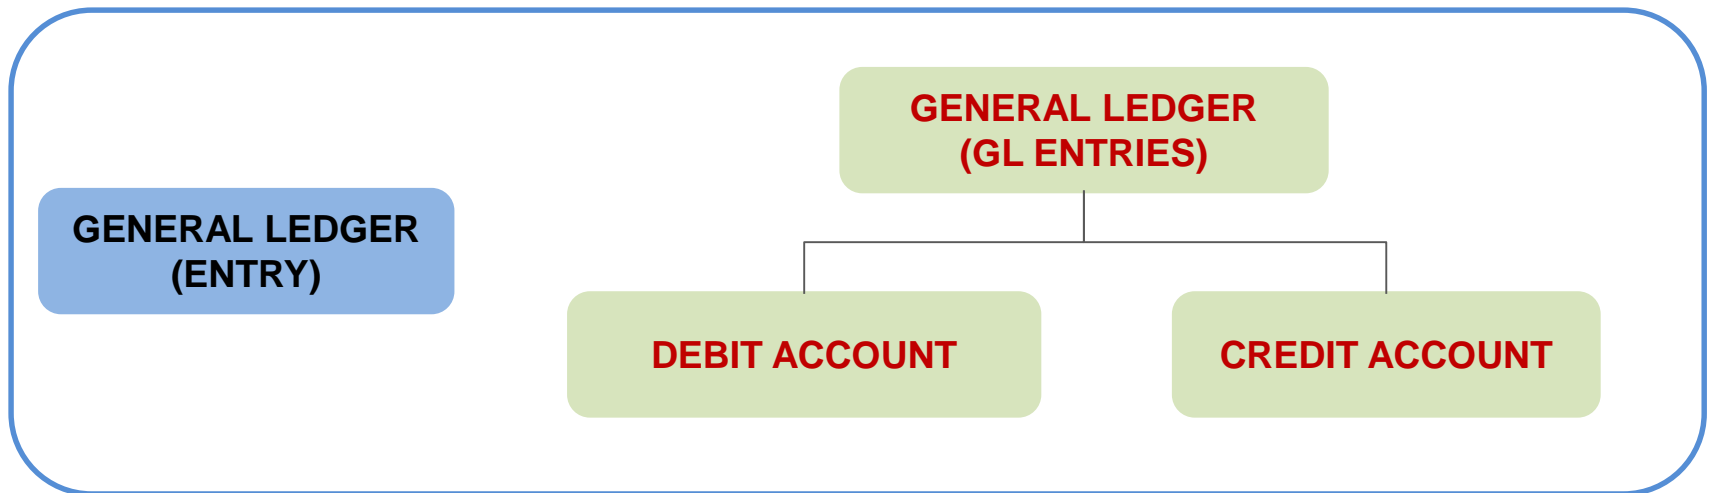 GENERAL LEDGER
(ENTRY)
GENERAL LEDGER
(GL ENTRIES)
DEBIT ACCOUNT
CREDIT ACCOUNT